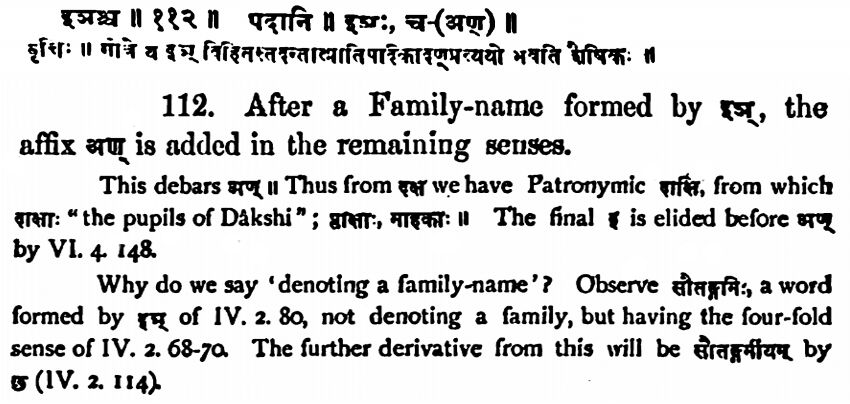 इञश्च ॥ ११२ ॥ पदानि ॥ इञः, च-(अण्) ॥
वृत्तिः ॥ गोत्रे य इञ् विहितस्तदन्तात्प्रातिपदिकादण्प्रत्ययो भवति शैषिकः ॥
112. After a Family-name formed by इञ्, the
affix अण् is added in the remaining senses.
This debars अण् ॥ Thus from दक्ष we have Patronymic दाक्षि, from which
दाक्षाः "the pupils of Dâkshi"; प्लाक्षाः, माहकाः ॥ The final इ is elided before अण्
by VI. 4. 148.
Why do we say 'denoting a family-name'? Observe सौतङ्गमिः, a word
formed by इञ् of IV. 2. 80, not denoting a family, but having the four-fold
sense of IV. 2. 68-70. The further derivative from this will be सौतङ्गमीयम् by
छ (IV. 2. 114).